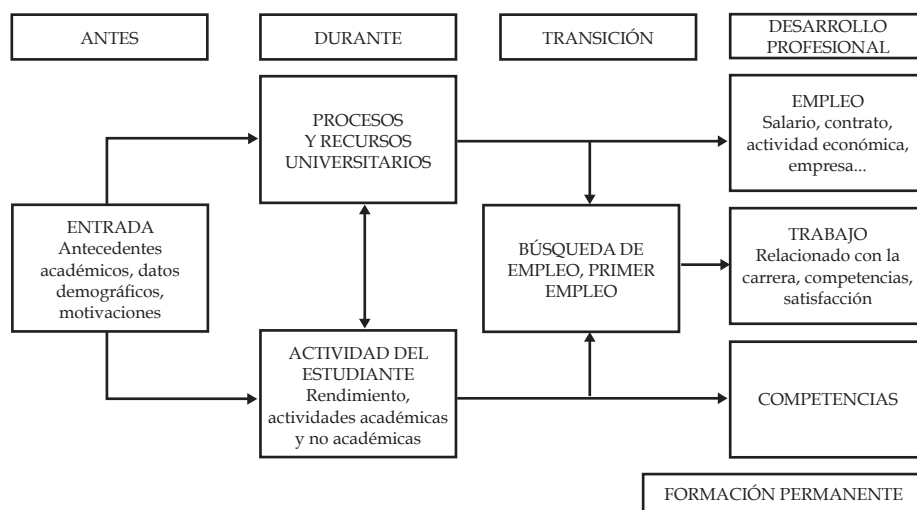 ANTES
DURANTE
TRANSICIÓN
DESARROLLO
PROFESIONAL
ENTRADA
Antecedentes
académicos, datos
demográficos,
motivaciones
PROCESOS
Y RECURSOS
UNIVERSITARIOS
ACTIVIDAD DEL
ESTUDIANTE
Rendimiento,
actividades académicas
y no académicas
BÚSQUEDA DE
EMPLEO, PRIMER
EMPLEO
EMPLEO
Salario, contrato,
actividad económica,
empresa...
TRABAJO
Relacionado con la
carrera, competencias,
satisfacción
COMPETENCIAS
FORMACIÓN PERMANENTE